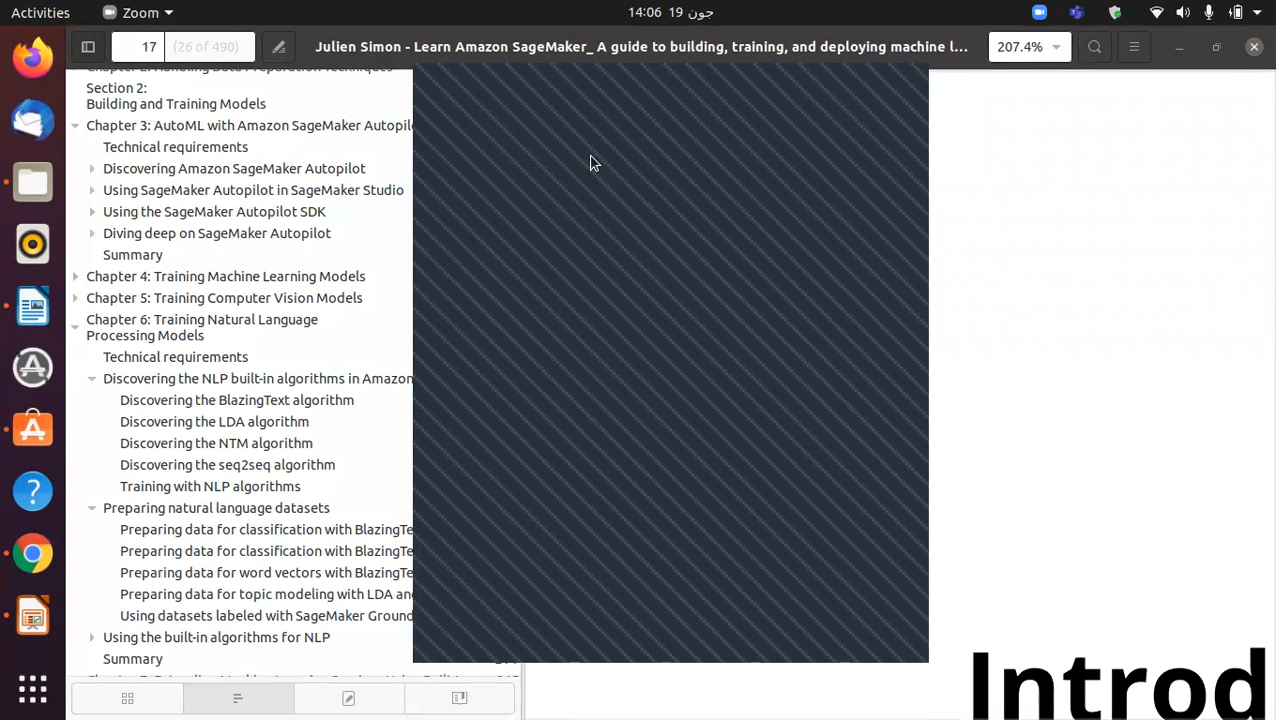 Activities
Zoom
14:06 19 جون
17
(26 of 490)
Julien Simon - Learn Amazon SageMaker_ A guide to building, training, and deploying machine l…
207.4%
Section 2:
Building and Training Models
Chapter 3: AutoML with Amazon SageMaker Autopil
Technical requirements
Discovering Amazon SageMaker Autopilot
Using SageMaker Autopilot in SageMaker Studio
Using the SageMaker Autopilot SDK
Diving deep on SageMaker Autopilot
Summary
Chapter 4: Training Machine Learning Models
Chapter 5: Training Computer Vision Models
Chapter 6: Training Natural Language
Processing Models
Technical requirements
Discovering the NLP built-in algorithms in Amazon
Discovering the BlazingText algorithm
Discovering the LDA algorithm
Discovering the NTM algorithm
Discovering the seq2seq algorithm
Training with NLP algorithms
Preparing natural language datasets
Preparing data for classification with BlazingTe
Preparing data for classification with BlazingTe
Preparing data for word vectors with BlazingTe
Preparing data for topic modeling with LDA an
Using datasets labeled with SageMaker Ground
Using the built-in algorithms for NLP
Summary
Introd